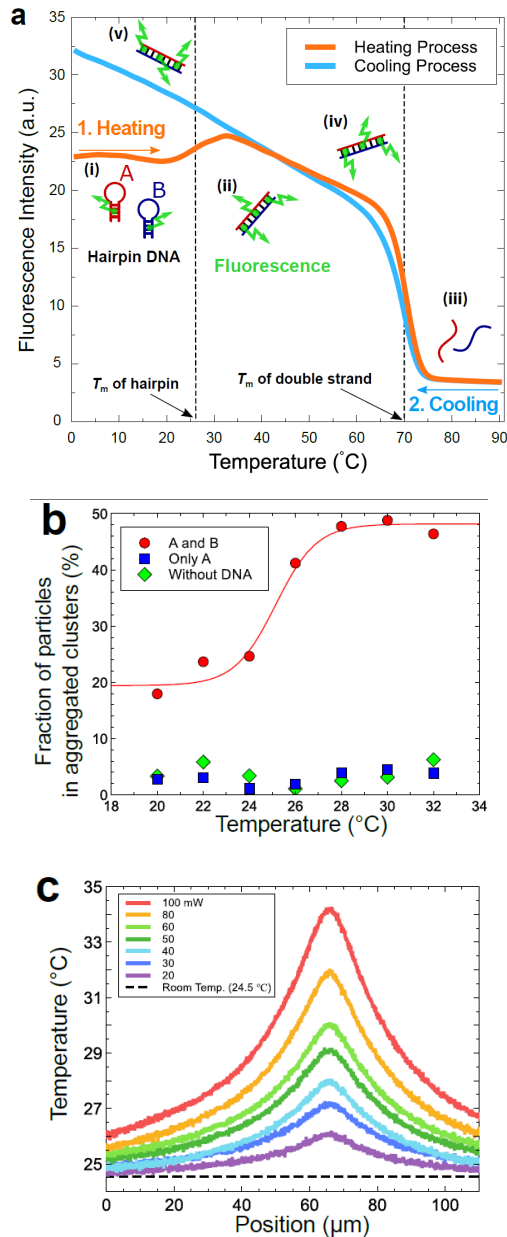 a
Fluorescence Intensity (a.u.)
35
30
25
20
15
10
5
0
(v)
Heating Process
Cooling Process
1. Heating
(i)
A
B
Hairpin DNA
(ii)
Fluorescence
(iv)
(iii)
Tm of hairpin
Tm of double strand
2. Cooling
0 10 20 30 40 50 60 70 80 90
Temperature (°C)
b
Fraction of particles
in aggregated clusters (%)
50
40
30
20
10
0
A and B
Only A
Without DNA
18 20 22 24 26 28 30 32 34
Temperature (°C)
c
Temperature (°C)
35
34
31
29
27
25
100 mW
80
60
50
40
30
20
Room Temp. (24.5 ℃)
0 20 40 60 80 100
Position (μm)